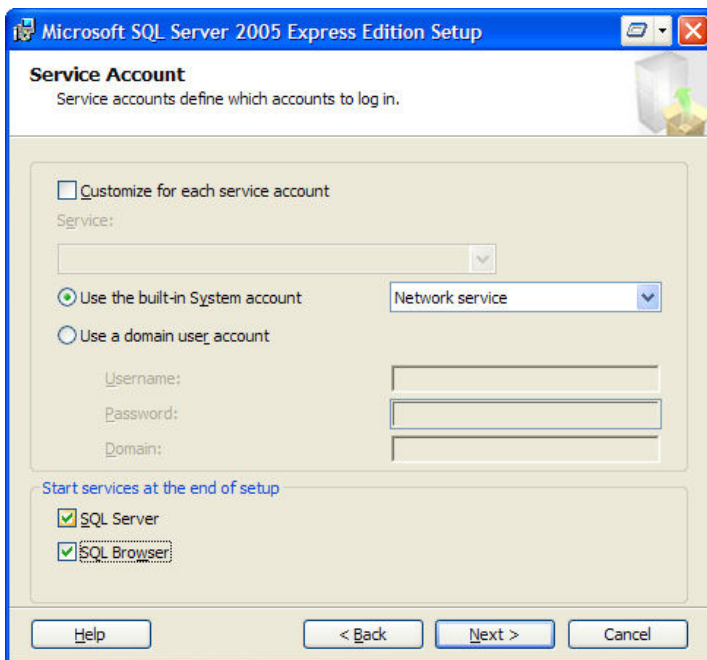 Microsoft SQL Server 2005 Express Edition Setup
Service Account
Service accounts define which accounts to log in.
Customize for each service account
Service:
Use the built-in System account
Network service
Use a domain user account
Username:
Password:
Domain:
Start services at the end of setup
SQL Server
SQL Browser
Help
< Back
Next >
Cancel